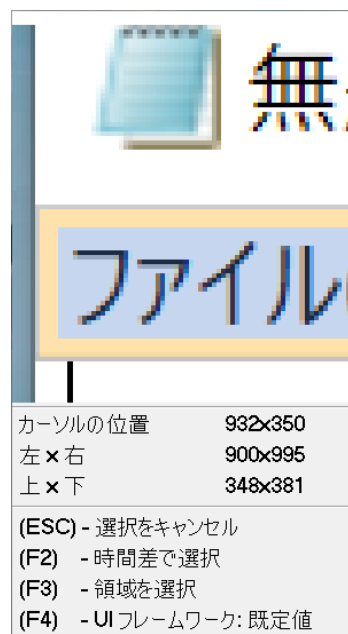 無
ファイル
カーソルの位置 932x350
左 x 右 900x995
上 x 下 348x381
(ESC) - 選択をキャンセル
(F2) - 時間差で選択
(F3) - 領域を選択
(F4) - UI フレームワーク: 既定値